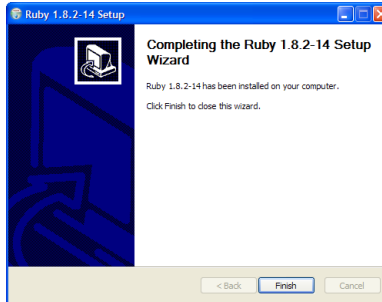 Ruby 1.8.2-14 Setup
Completing the Ruby 1.8.2-14 Setup
Wizard
Ruby 1.8.2-14 has been installed on your computer.
Click Finish to close this wizard.
< Back
Finish
Cancel